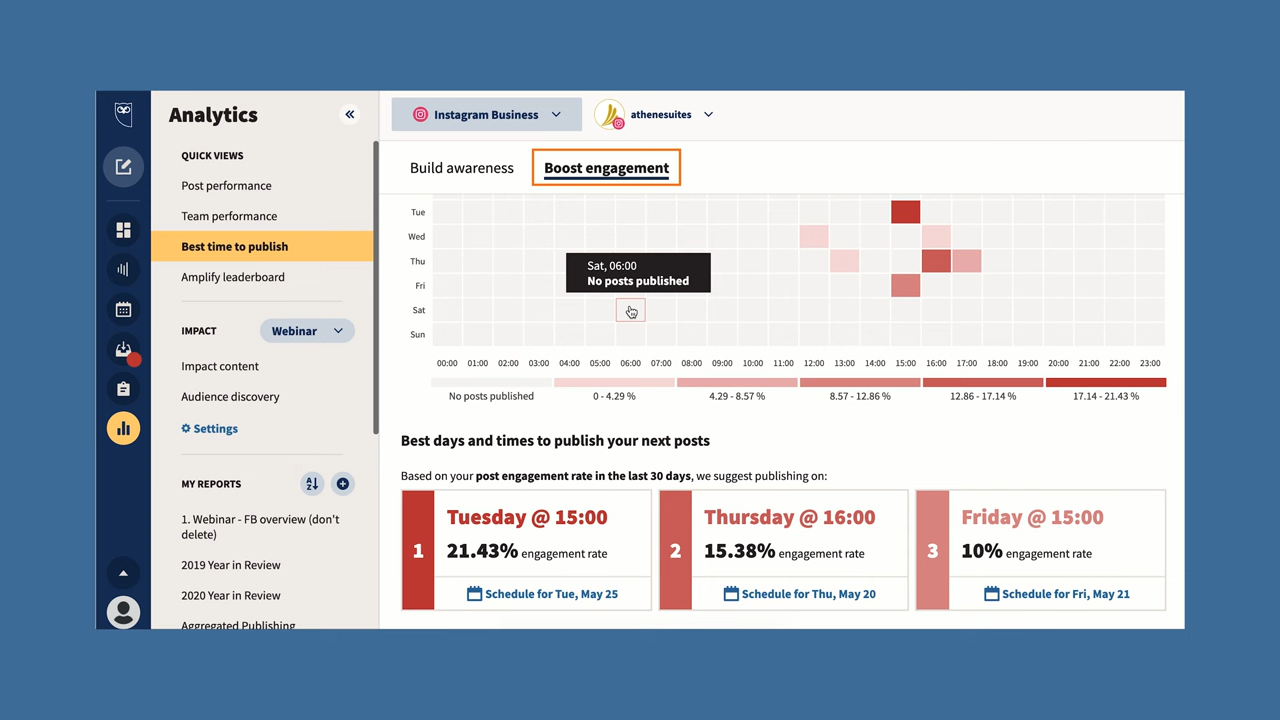 Analytics
QUICK VIEWS
Post performance
Team performance
Best time to publish
Amplify leaderboard
IMPACT
Webinar
Impact content
Audience discovery
Settings
MY REPORTS
A
Z
1. Webinar - FB overview (don't
delete)
2019 Year in Review
2020 Year in Review
Aggregated Publishing
Instagram Business
athenesuites
Build awareness
Boost engagement
Tue
Wed
Thu
Fri
Sat
Sun
Sat, 06:00
No posts published
00:00 01:00 02:00 03:00 04:00 05:00 06:00 07:00 08:00 09:00 10:00 11:00 12:00 13:00 14:00 15:00 16:00 17:00 18:00 19:00 20:00 21:00 22:00 23:00
No posts published 0 - 4.29 % 4.29 - 8.57 % 8.57 - 12.86 % 12.86 - 17.14 % 17.14 - 21.43 %
Best days and times to publish your next posts
Based on your post engagement rate in the last 30 days, we suggest publishing on:
1
Tuesday @ 15:00
21.43% engagement rate
Schedule for Tue, May 25
2
Thursday @ 16:00
15.38% engagement rate
Schedule for Thu, May 20
3
Friday @ 15:00
10% engagement rate
Schedule for Fri, May 21